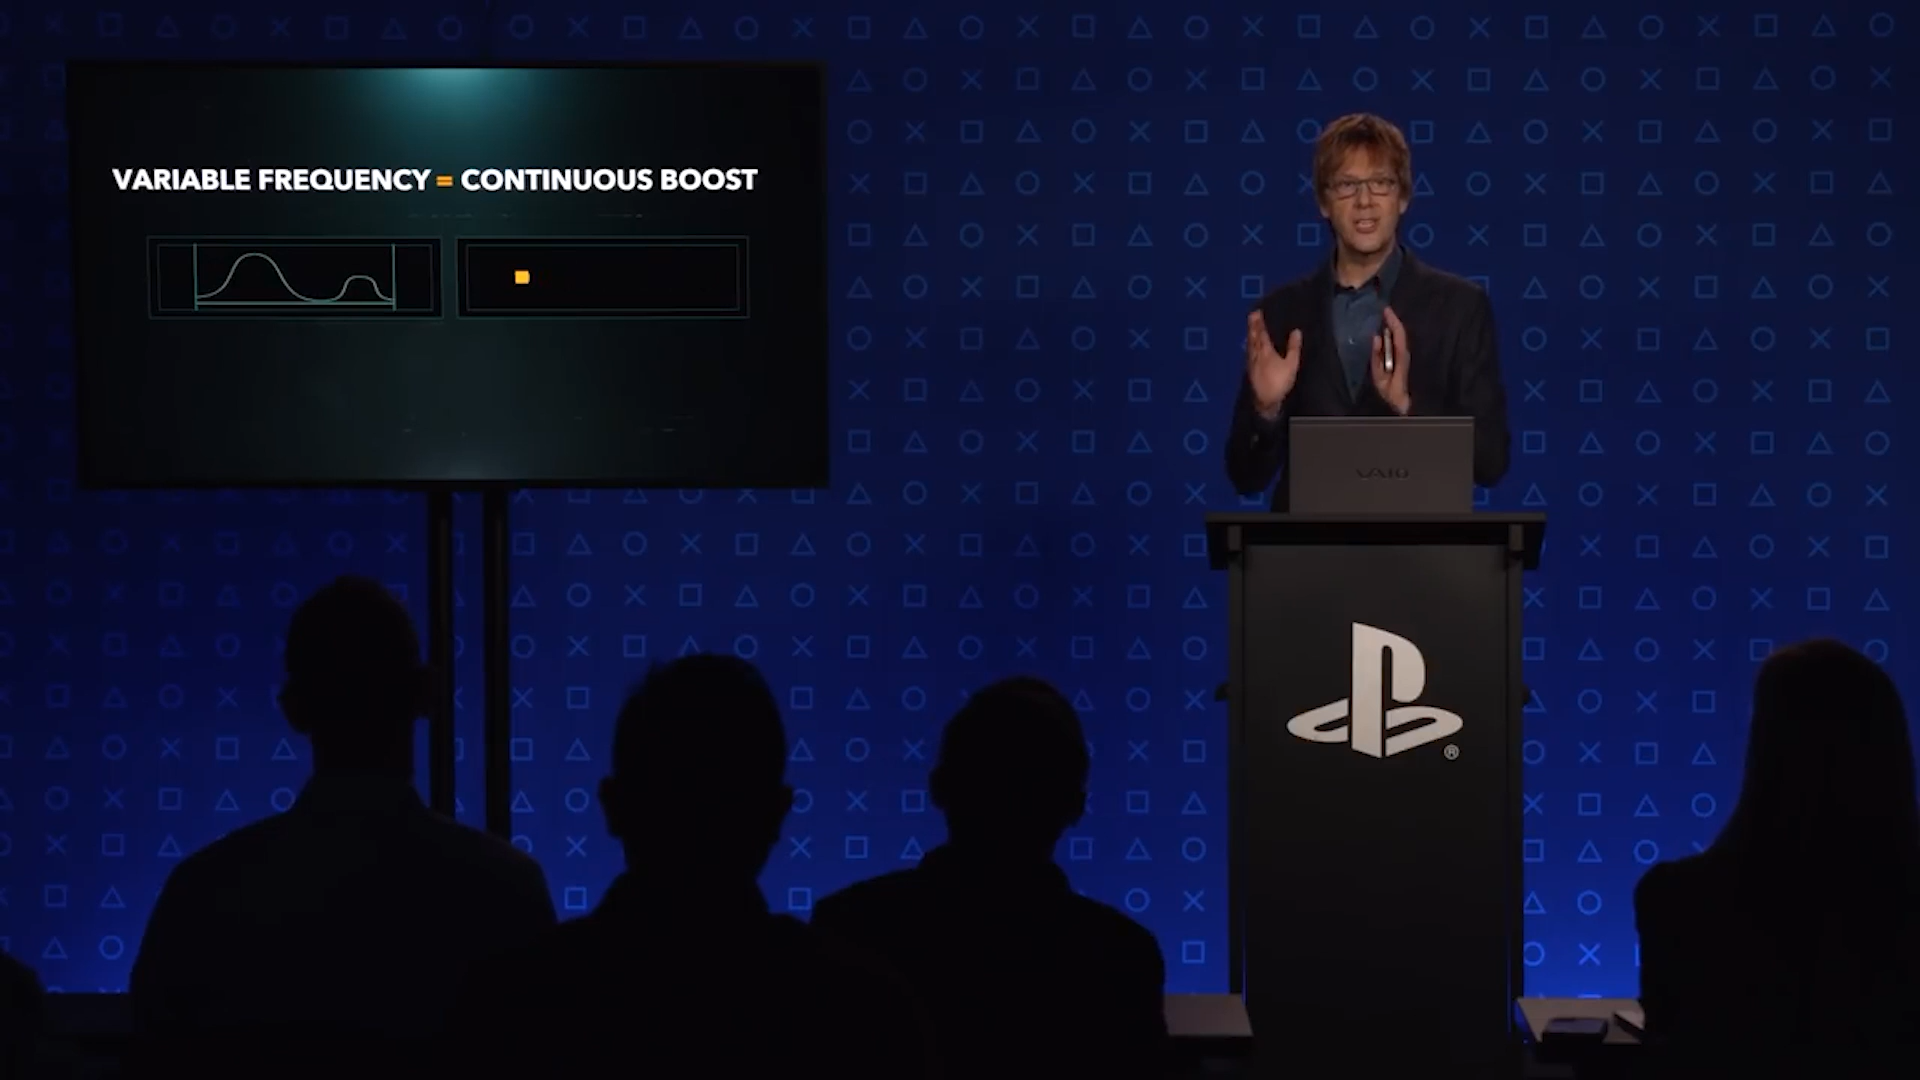 VARIABLE FREQUENCY = CONTINUOUS BOOST
VAIO
®